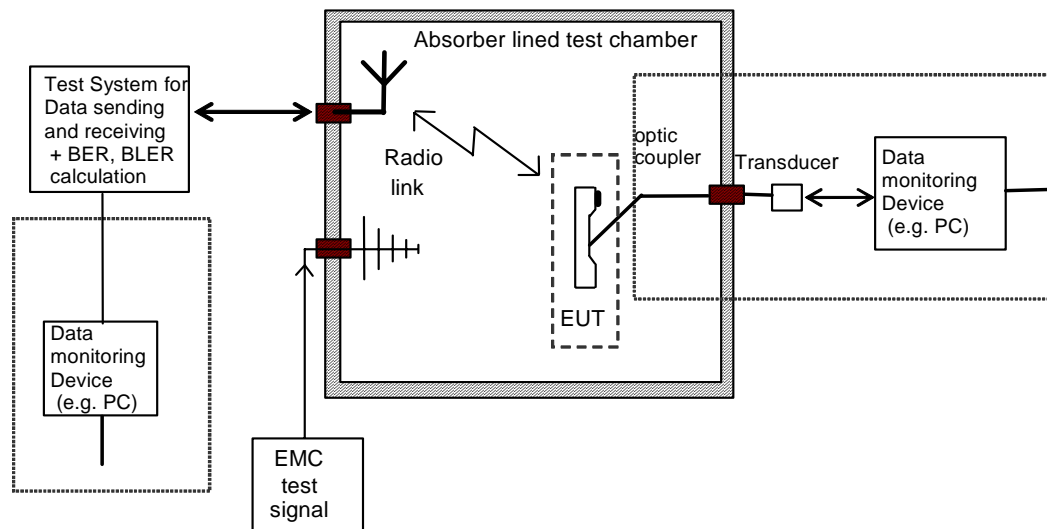 Absorber lined test chamber
Test System for
Data sending
and receiving
+ BER, BLER
calculation
Radio
link
optic
coupler
Transducer
Data
monitoring
Device
(e.g. PC)
EUT
Data
monitoring
Device
(e.g. PC)
EMC
test
signal